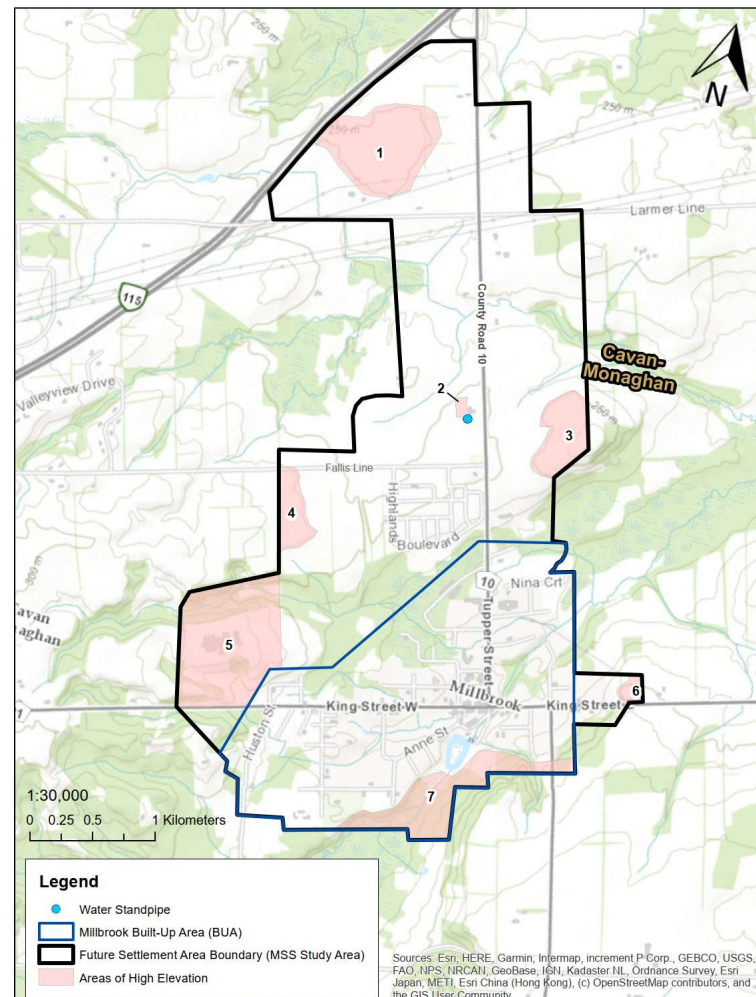 N
250 m
1
250 m
Larmer Line
115
County Road 10
Cavan-
Monaghan
Valleyview Drive
2
250 m
3
Fallis Line
Highlands
4
Boulevard
10
Nina Crt
300 m
Tupper Street
5
Millbrook
6
King Street W
King Street E
Huston St
Anne St
7
1:30,000
0 0.25 0.5 1 Kilometers
Legend
Water Standpipe
Millbrook Built-Up Area (BUA)
Future Settlement Area Boundary (MSS Study Area)
Areas of High Elevation
Sources: Esri, HERE, Garmin, Intermap, increment P Corp., GEBCO, USGS,
FAO, NPS, NRCAN, GeoBase, IGN, Kadaster NL, Ordnance Survey, Esri
Japan, METI, Esri China (Hong Kong), (c) OpenStreetMap contributors, and
the GIS User Community